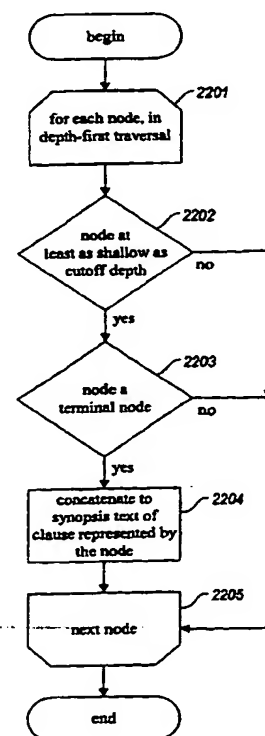 begin
2201
for each node, in
depth-first traversal
2202
node at
least as shallow as
cutoff depth
no
yes
2203
node a
terminal node
no
yes
2204
concatenate to
synopsis text of
clause represented by
the node
2205
next node
end